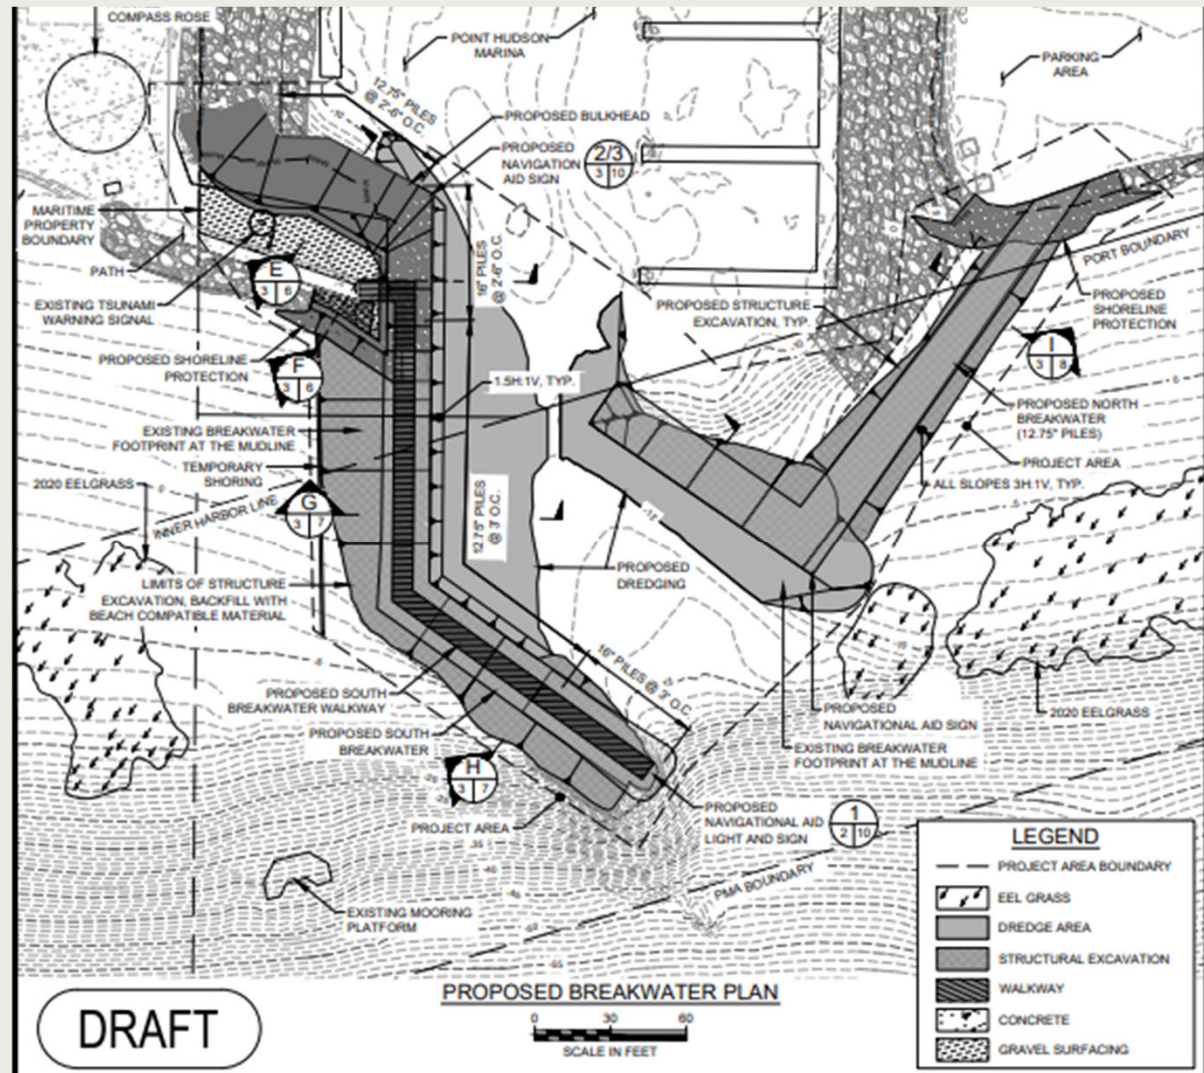 COMPASS ROSE
POINT HUDSON
MARINA
PARKING
AREA
12.75" PILES
@ 2'-6" O.C.
PROPOSED BULKHEAD
PROPOSED
NAVIGATION
AID SIGN
2/3
3 10
MARITIME
PROPERTY
BOUNDARY
PATH
E
3 6
16" PILES
@ 2'-6" O.C.
PORT BOUNDARY
EXISTING TSUNAMI
WARNING SIGNAL
PROPOSED STRUCTURE
EXCAVATION, TYP.
PROPOSED
SHORELINE
PROTECTION
PROPOSED SHORELINE
PROTECTION
F
3 6
I
3 8
1.5H:1V, TYP.
EXISTING BREAKWATER
FOOTPRINT AT THE MUDLINE
PROPOSED NORTH
BREAKWATER
(12.75" PILES)
TEMPORARY
SHORING
PROJECT AREA
2020 EELGRASS
ALL SLOPES 3H:1V, TYP.
INNER HARBOR LINE
G
3 7
12.75" PILES
@ 3' O.C.
-12
LIMITS OF STRUCTURE
EXCAVATION, BACKFILL WITH
BEACH COMPATIBLE MATERIAL
PROPOSED
DREDGING
16" PILES @ 3' O.C.
PROPOSED SOUTH
BREAKWATER WALKWAY
PROPOSED SOUTH
BREAKWATER
PROPOSED
NAVIGATIONAL AID SIGN
2020 EELGRASS
EXISTING BREAKWATER
FOOTPRINT AT THE MUDLINE
H
3 7
PROJECT AREA
PROPOSED
NAVIGATIONAL AID
LIGHT AND SIGN
1
2 10
PMA BOUNDARY
EXISTING MOORING
PLATFORM
LEGEND
PROJECT AREA BOUNDARY
EEL GRASS
DREDGE AREA
STRUCTURAL EXCAVATION
WALKWAY
CONCRETE
GRAVEL SURFACING
PROPOSED BREAKWATER PLAN
0 30 60
SCALE IN FEET
DRAFT